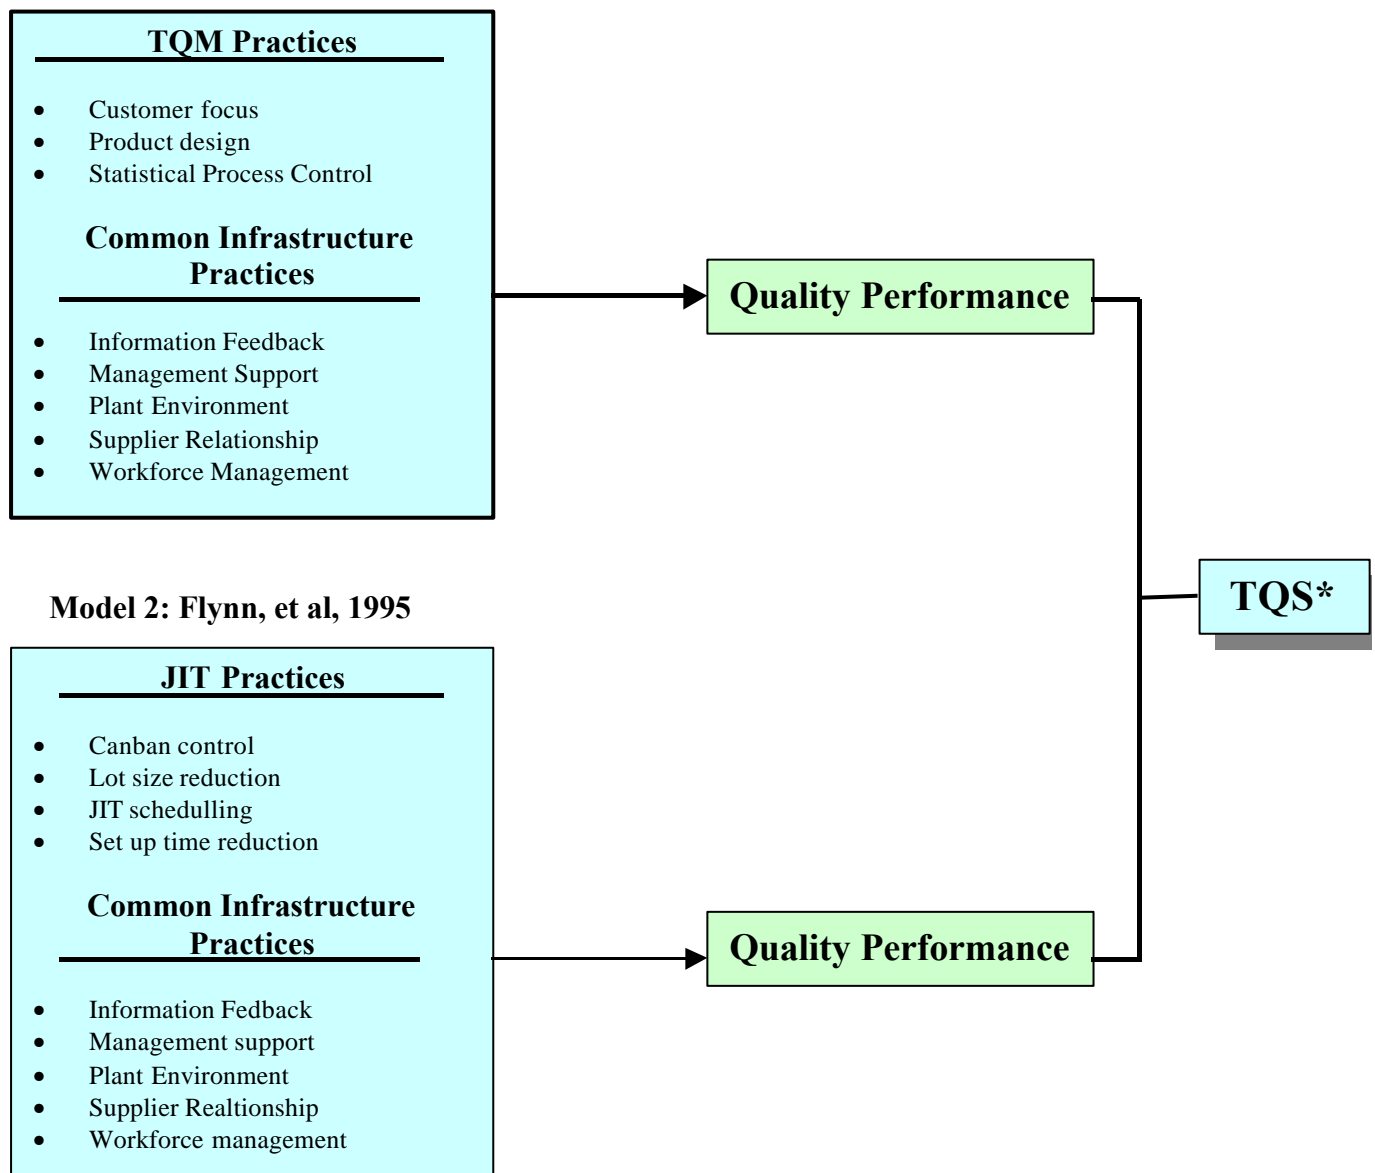 TQM Practices
• Customer focus
• Product design
• Statistical Process Control
Common Infrastructure
Practices
• Information Feedback
• Management Support
• Plant Environment
• Supplier Relationship
• Workforce Management
Quality Performance
TQS*
Model 2: Flynn, et al, 1995
JIT Practices
• Canban control
• Lot size reduction
• JIT schedulling
• Set up time reduction
Common Infrastructure
Practices
• Information Fedback
• Management support
• Plant Environment
• Supplier Realtionship
• Workforce management
Quality Performance